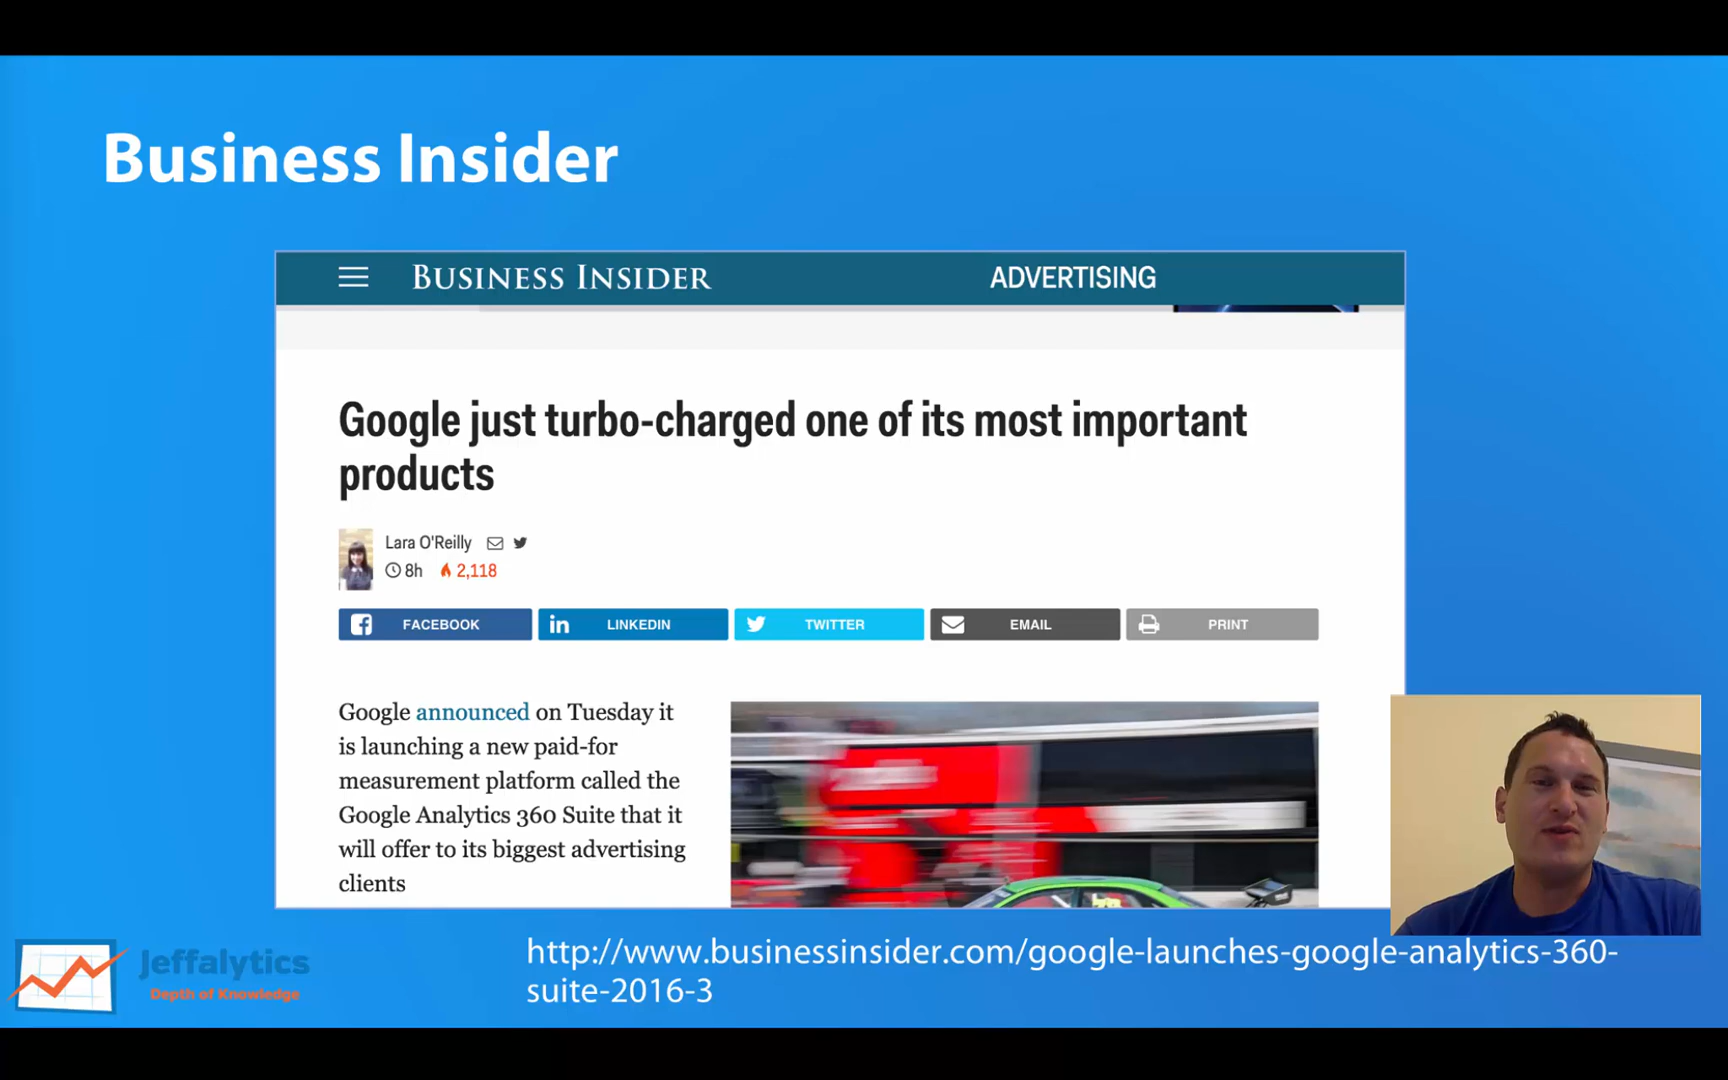 Business Insider
BUSINESS INSIDER
ADVERTISING
Google just turbo-charged one of its most important
products
Lara O'Reilly
8h 2,118
FACEBOOK
LINKEDIN
TWITTER
EMAIL
PRINT
Google announced on Tuesday it
is launching a new paid-for
measurement platform called the
Google Analytics 360 Suite that it
will offer to its biggest advertising
clients
Jeffalytics
Depth of Knowledge
http://www.businessinsider.com/google-launches-google-analytics-360-
suite-2016-3